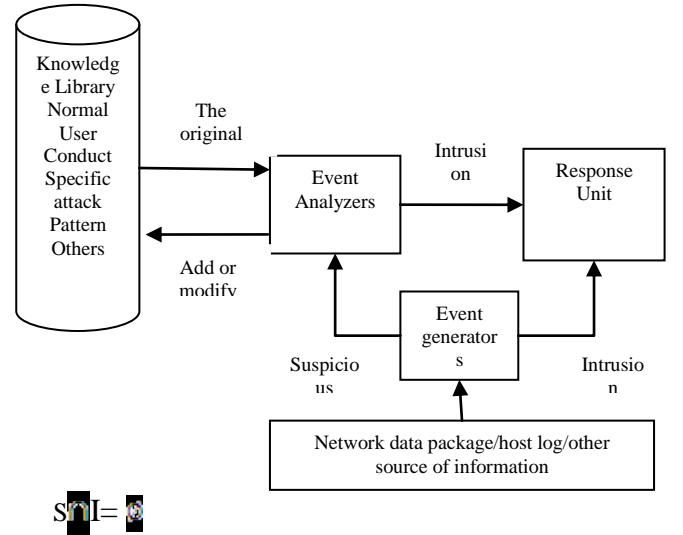 Knowledg
e Library
Normal
User
Conduct
Specific
attack
Pattern
Others
The
original
Add or
modify
Event
Analyzers
Intrusi
on
Response
Unit
Event
generator
s
Suspicio
us
Intrusio
n
Network data package/host log/other
source of information
s∩I=